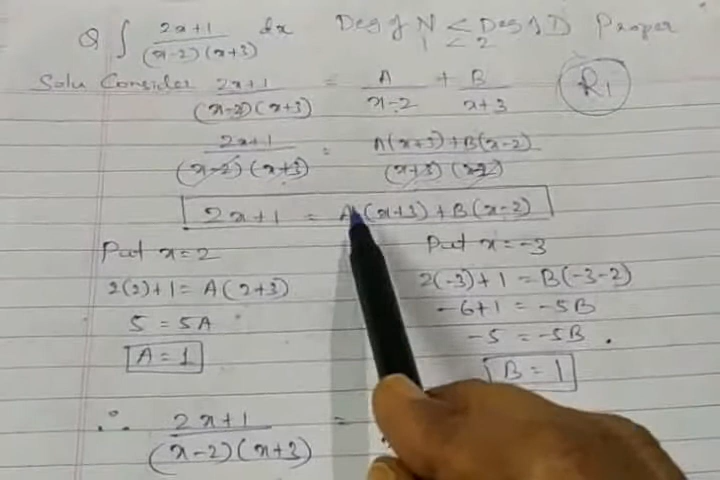 Q ∫ 2x+1/(x-2)(x+3) dx Deg of N < Deg of D Proper
1 < 2
Solu Consider 2x+1/(x-2)(x+3) = A/x-2 + B/x+3 R1
2x+1/(x-2)(x+3) = A(x+3)+B(x-2)/(x+3)(x-2)
2x+1 = A(x+3)+B(x-2)
Put x=2 Put x=-3
2(2)+1=A(2+3) 2(-3)+1=B(-3-2)
5=5A -6+1=-5B
A=1 -5=-5B.
B=1
∴ 2x+1/(x-2)(x+3) =